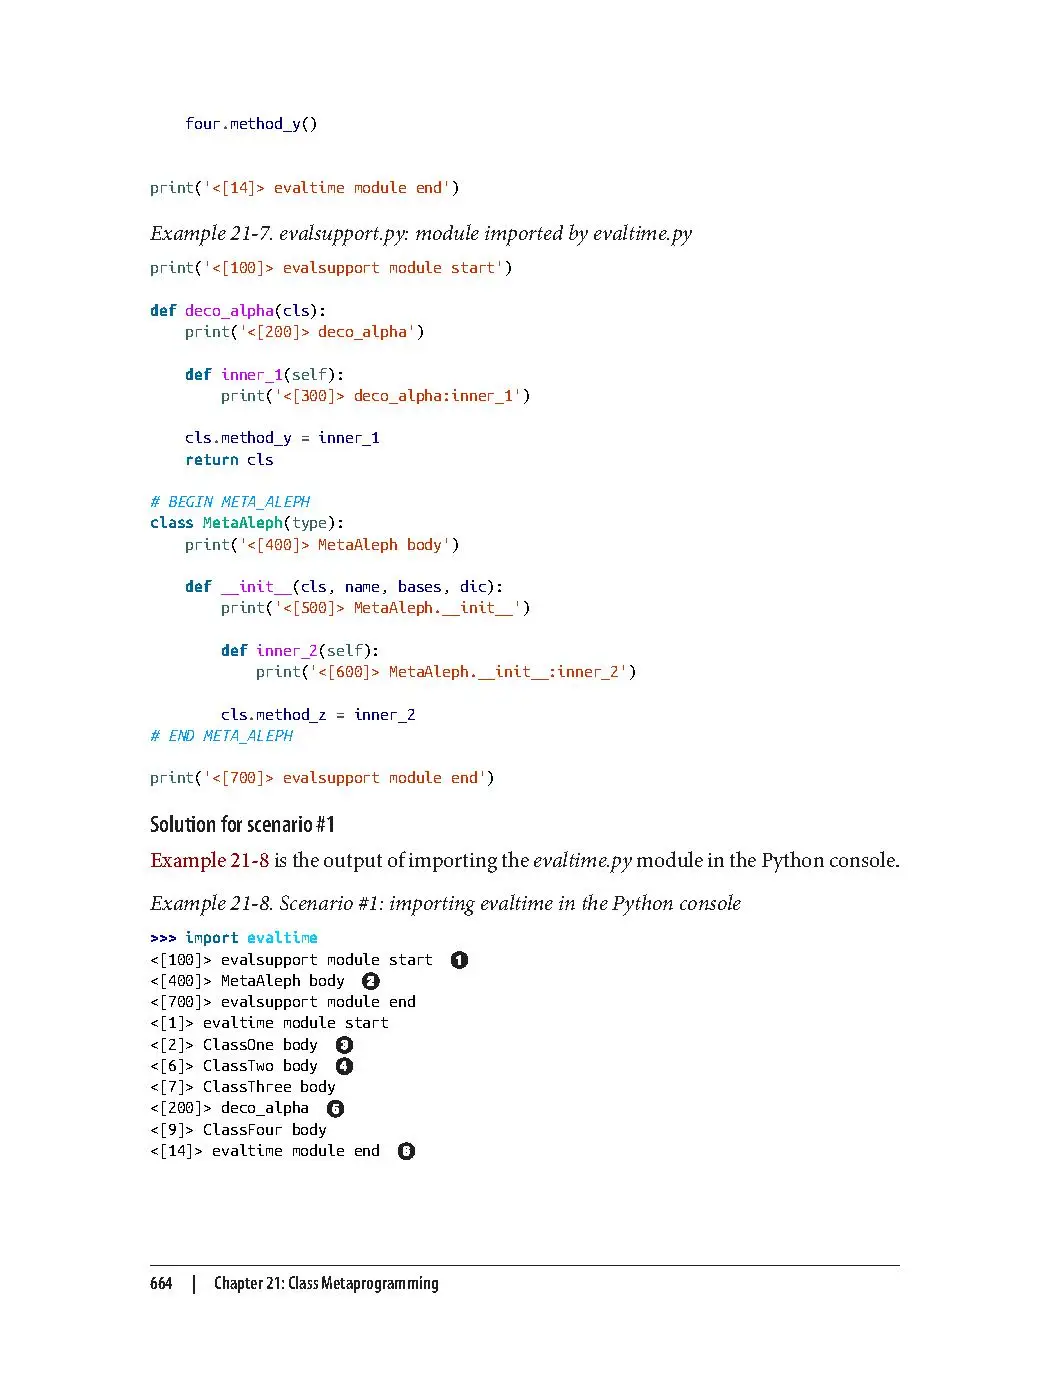 four.method_y()
print('<[14]> evaltime module end')
Example 21-7. evalsupport.py: module imported by evaltime.py
print('<[100]> evalsupport module start')
def deco_alpha(cls):
    print('<[200]> deco_alpha')
    def inner_1(self):
        print('<[300]> deco_alpha:inner_1')
    cls.method_y = inner_1
    return cls
# BEGIN META_ALEPH
class MetaAleph(type):
    print('<[400]> MetaAleph body')
    def __init__(cls, name, bases, dic):
        print('<[500]> MetaAleph.__init__')
        def inner_2(self):
            print('<[600]> MetaAleph.__init__:inner_2')
        cls.method_z = inner_2
# END META_ALEPH
print('<[700]> evalsupport module end')
Solution for scenario #1
Example 21-8 is the output of importing the evaltime.py module in the Python console.
Example 21-8. Scenario #1: importing evaltime in the Python console
>>> import evaltime
<[100]> evalsupport module start ❶
<[400]> MetaAleph body ❷
<[700]> evalsupport module end
<[1]> evaltime module start
<[2]> ClassOne body ❸
<[6]> ClassTwo body ❹
<[7]> ClassThree body
<[200]> deco_alpha ❺
<[9]> ClassFour body
<[14]> evaltime module end ❻
664 | Chapter 21: Class Metaprogramming